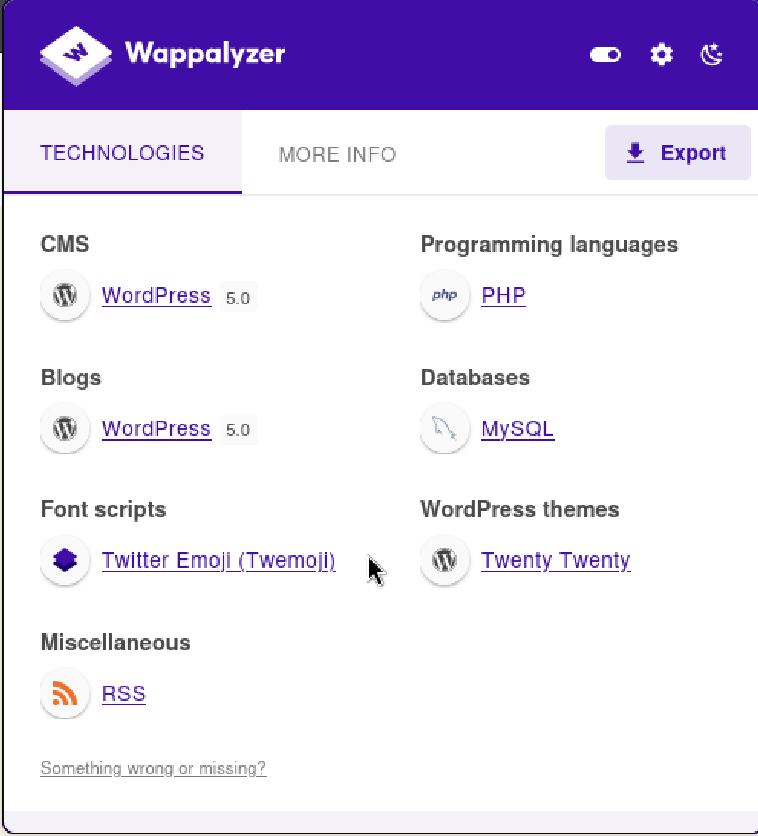 Wappalyzer
TECHNOLOGIES
MORE INFO
Export
CMS
WordPress 5.0
Programming languages
php PHP
Blogs
WordPress 5.0
Databases
MySQL
Font scripts
Twitter Emoji (Twemoji)
WordPress themes
Twenty Twenty
Miscellaneous
RSS
Something wrong or missing?